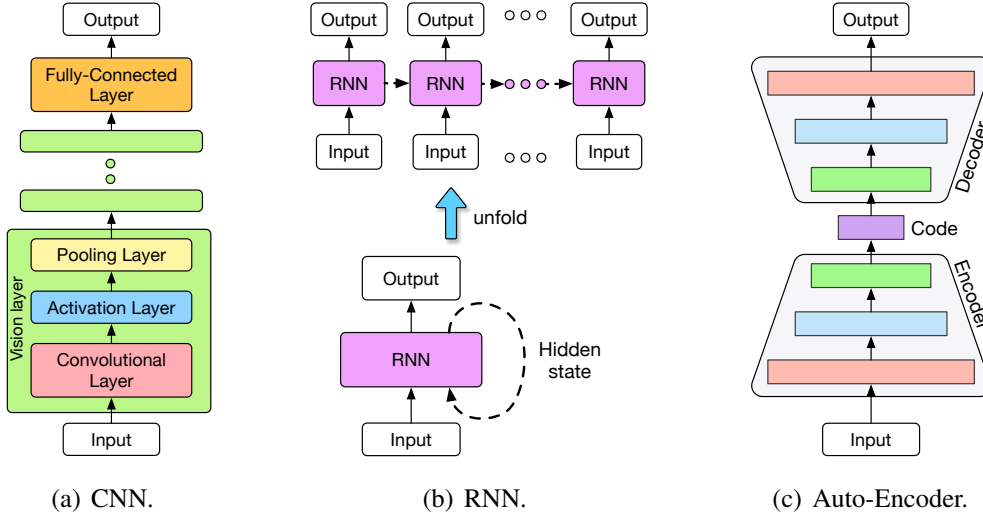 Output
Fully-Connected
Layer
Pooling Layer
Activation Layer
Convolutional
Layer
Vision layer
Input
(a) CNN.
Output
Output
Output
RNN
RNN
RNN
Input
Input
Input
unfold
Output
RNN
Hidden
state
Input
(b) RNN.
Output
Decoder
Code
Encoder
Input
(c) Auto-Encoder.